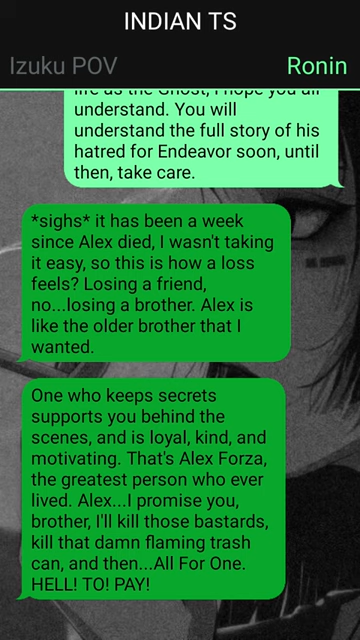 INDIAN TS
Izuku POV
Ronin
life as the Ghost, I hope you all
understand. You will
understand the full story of his
hatred for Endeavor soon, until
then, take care.
*sighs* it has been a week
since Alex died, I wasn't taking
it easy, so this is how a loss
feels? Losing a friend,
no...losing a brother. Alex is
like the older brother that I
wanted.
One who keeps secrets
supports you behind the
scenes, and is loyal, kind, and
motivating. That's Alex Forza,
the greatest person who ever
lived. Alex...I promise you,
brother, I'll kill those bastards,
kill that damn flaming trash
can, and then...All For One.
HELL! TO! PAY!